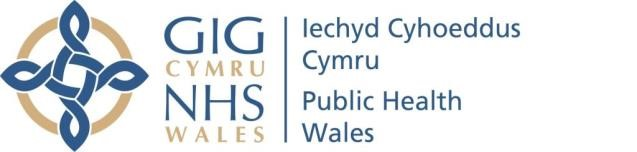 GIG
CYMRU
NHS
WALES
Iechyd Cyhoeddus
Cymru
Public Health
Wales